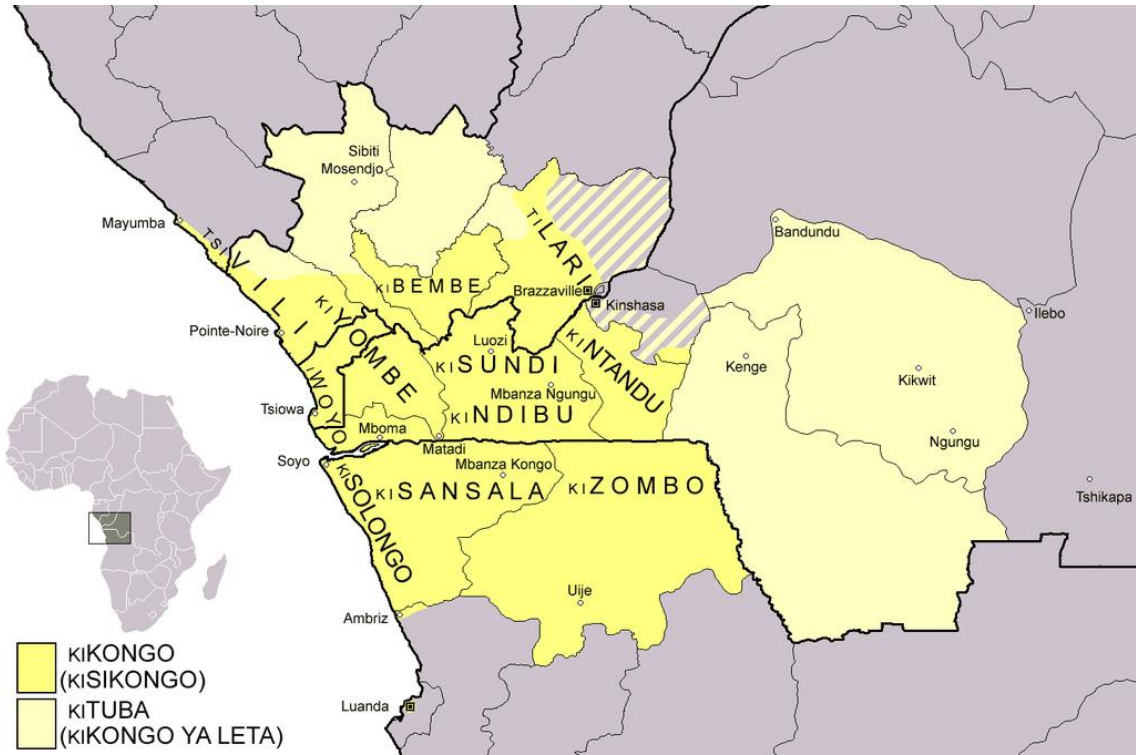 Sibiti
Mosendjo
Mayumba
TSIVILI
TILARI
Bandundu
KIBEMBE
Brazzaville
Kinshasa
Ilebo
KIYOMBE
Pointe-Noire
Luozi
KISUNDI
KINTANDU
Kenge
Kikwit
Mbanza Ngungu
IWOYO
Tsiowa
KINDIBU
Mboma
Matadi
Ngungu
Soyo
Mbanza Kongo
KISOLONGO
KISANSALA
KIZOMBO
Tshikapa
Uije
Ambriz
Luanda
KIKONGO
(KISIKONGO)
KITUBA
(KIKONGO YA LETA)